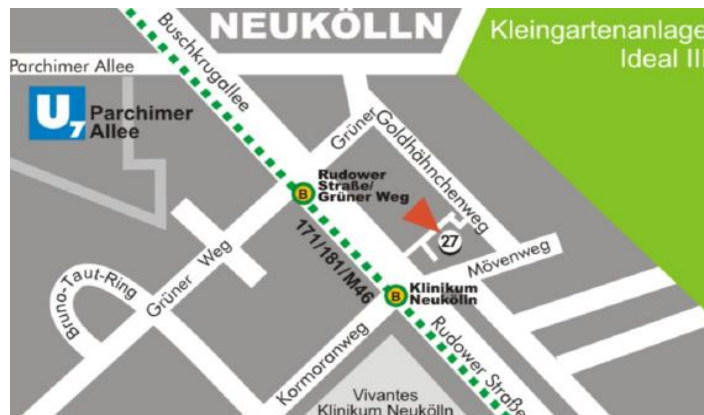 NEUKÖLLN
Kleingartenanlage
Ideal III
Parchimer Allee
Buschkrugallee
U7
Parchimer
Allee
Grüner
Goldhähnchenweg
Rudower
Straße/
Grüner Weg
B
27
171/181/M46
Mövenweg
Bruno-Taut-Ring
Grüner Weg
B
Klinikum
Neukölln
Kormoranweg
Rudower Straße
Vivantes
Klinikum Neukölln